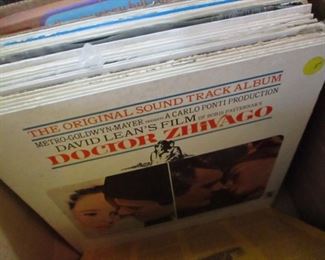 THE ORIGINAL SOUND TRACK ALBUM
METRO-GOLDWYN-MAYER PRESENTS A CARLO PONTI PRODUCTION
DAVID LEAN'S FILM OF BORIS PASTERNAK'S
DOCTOR ZHIVAGO